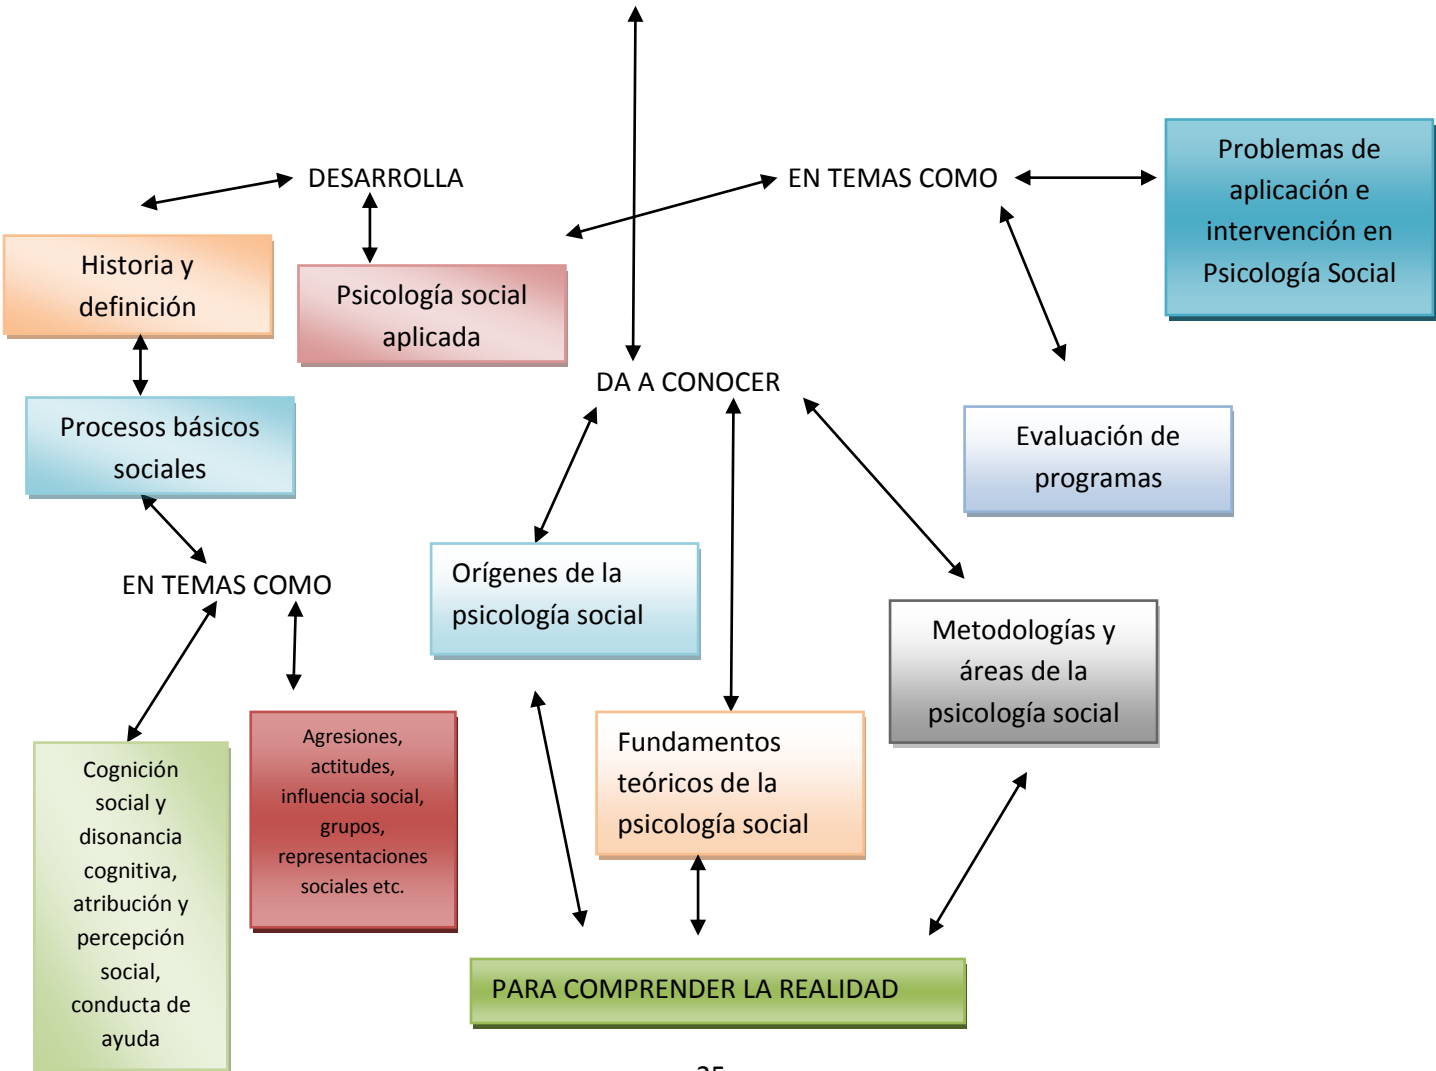 DESARROLLA
EN TEMAS COMO
Problemas de
aplicación e
intervención en
Psicología Social
Historia y
definición
Psicología social
aplicada
DA A CONOCER
Procesos básicos
sociales
Evaluación de
programas
EN TEMAS COMO
Orígenes de la
psicología social
Metodologías y
áreas de la
psicología social
Agresiones,
actitudes,
influencia social,
grupos,
representaciones
sociales etc.
Fundamentos
teóricos de la
psicología social
Cognición
social y
disonancia
cognitiva,
atribución y
percepción
social,
conducta de
ayuda
PARA COMPRENDER LA REALIDAD